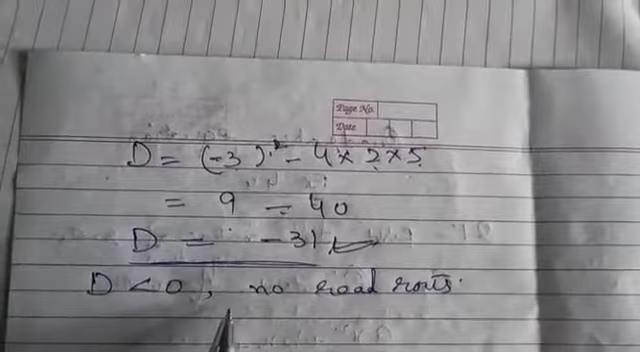 Page No.
Date
D = (-3)² - 4 × 2 × 5
= 9 - 40
D = -31
D < 0, no real roots.